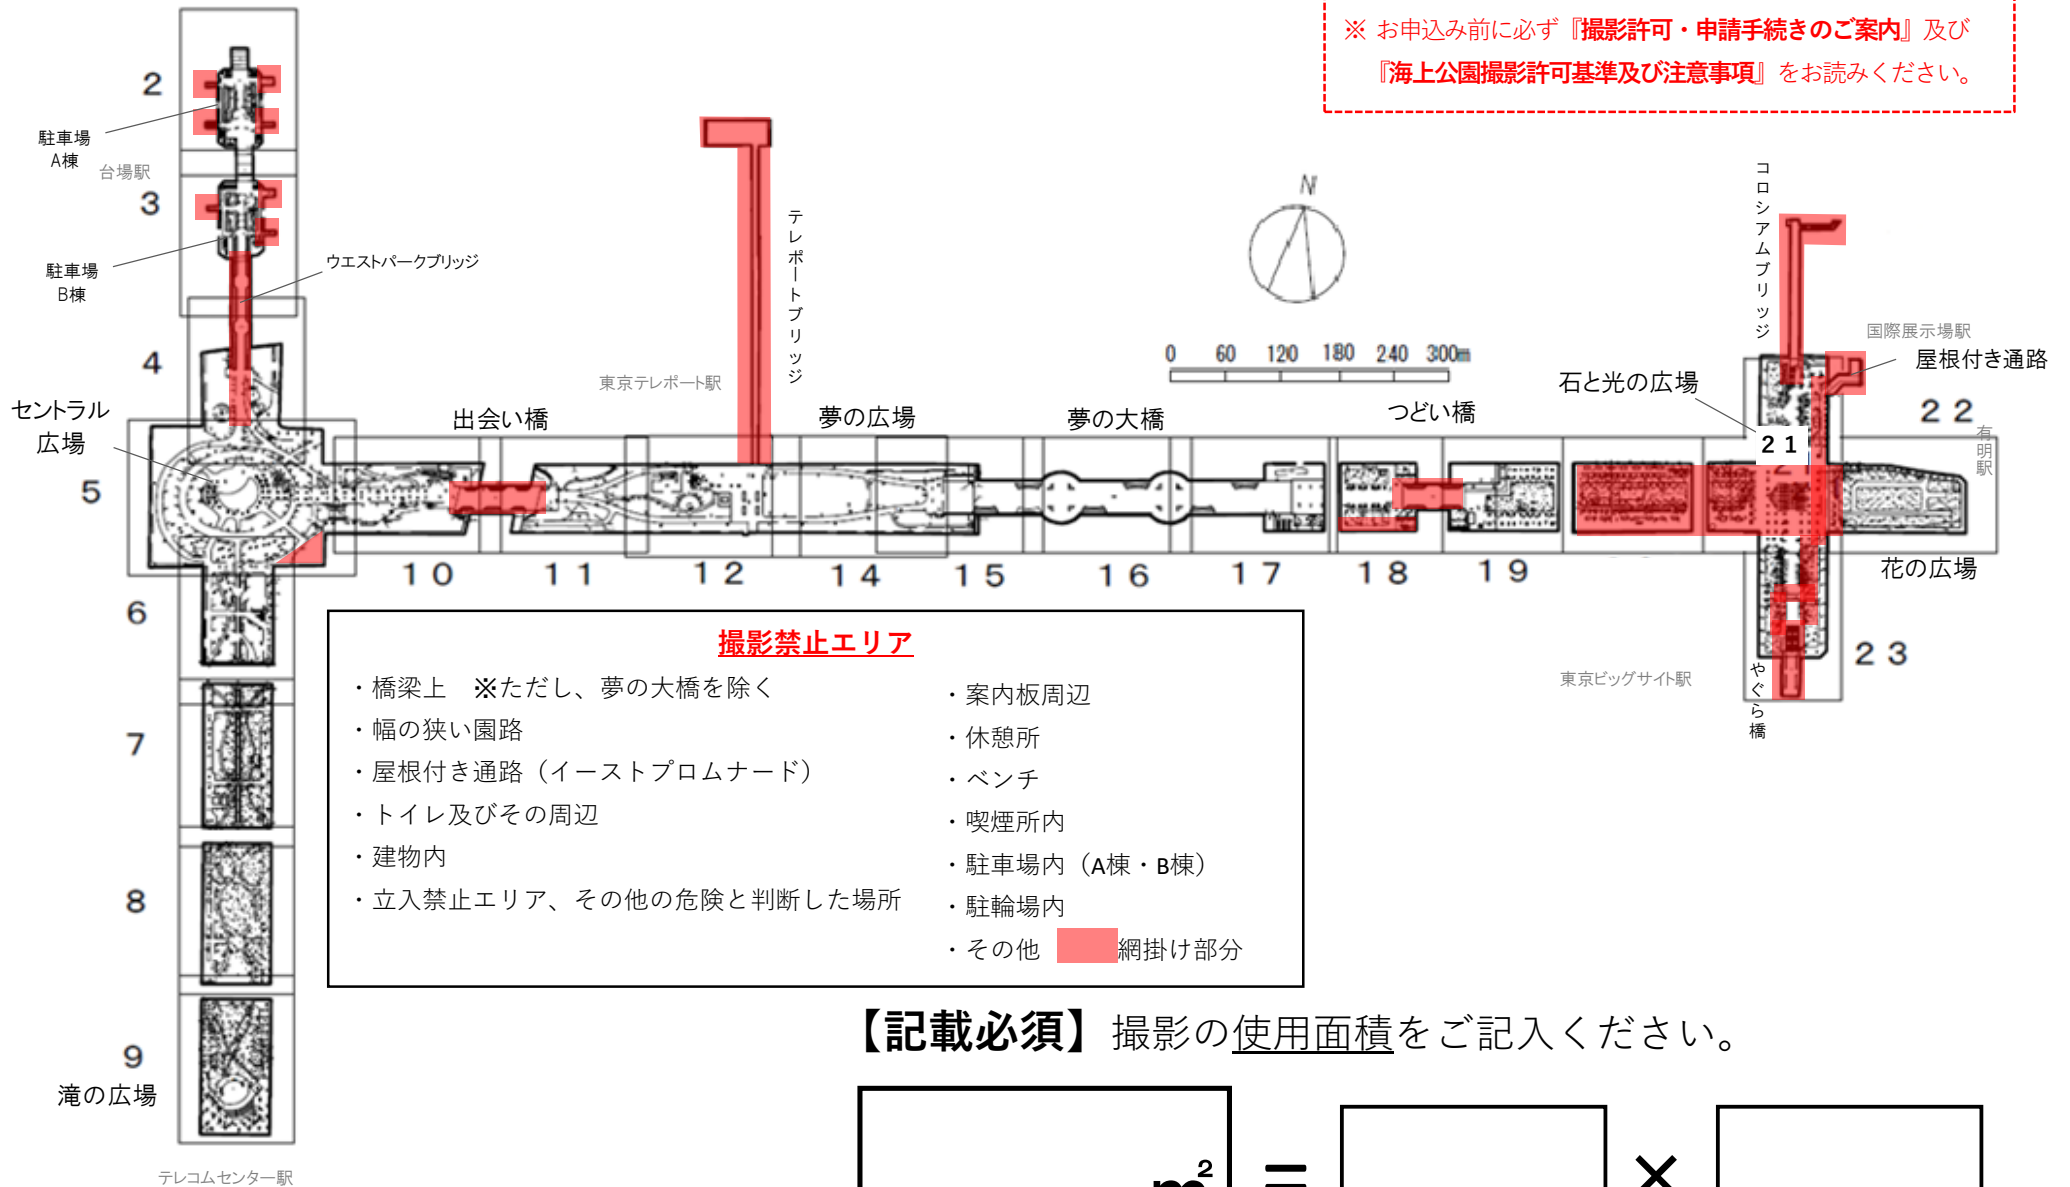 ※ お申込み前に必ず『撮影許可・申請手続きのご案内』及び
『海上公園撮影許可基準及び注意事項』をお読みください。
2
駐車場
A棟
台場駅
3
駐車場
B棟
ウエストパークブリッジ
4
セントラル
広場
5
6
7
8
9
滝の広場
テレコムセンター駅
出会い橋
東京テレポート駅
テレポートブリッジ
夢の広場
夢の大橋
つどい橋
N
0 60 120 180 240 300m
コロシアムブリッジ
国際展示場駅
屋根付き通路
石と光の広場
21
22
有明駅
花の広場
10 11 12 14 15 16 17 18 19
23
東京ビッグサイト駅
やぐら橋
撮影禁止エリア
・橋梁上 ※ただし、夢の大橋を除く
・幅の狭い園路
・屋根付き通路（イーストプロムナード）
・トイレ及びその周辺
・建物内
・立入禁止エリア、その他の危険と判断した場所
・案内板周辺
・休憩所
・ベンチ
・喫煙所内
・駐車場内（A棟・B棟）
・駐輪場内
・その他 網掛け部分
【記載必須】撮影の使用面積をご記入ください。
m² = ×